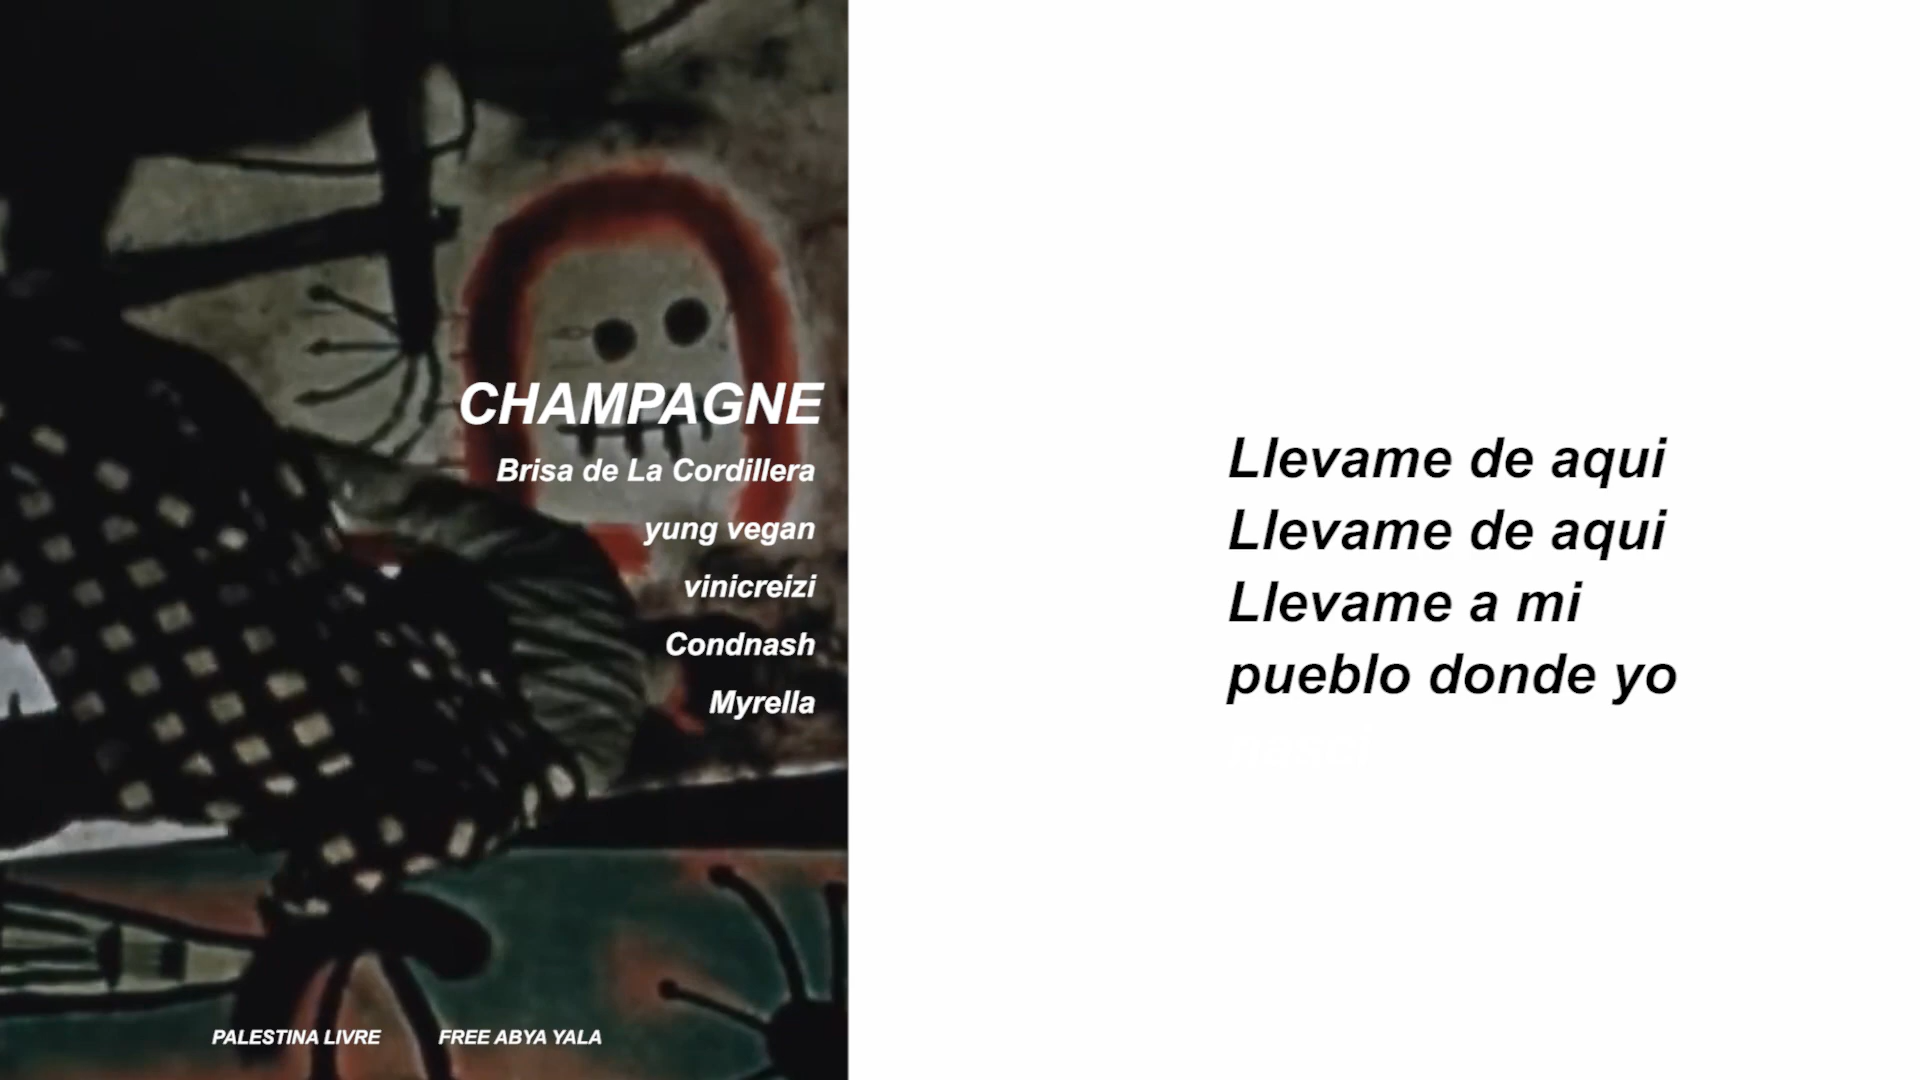 CHAMPAGNE
Brisa de La Cordillera
yung vegan
vinicreizi
Condnash
Myrella
PALESTINA LIVRE
FREE ABYA YALA
Llevame de aqui
Llevame de aqui
Llevame a mi
pueblo donde yo